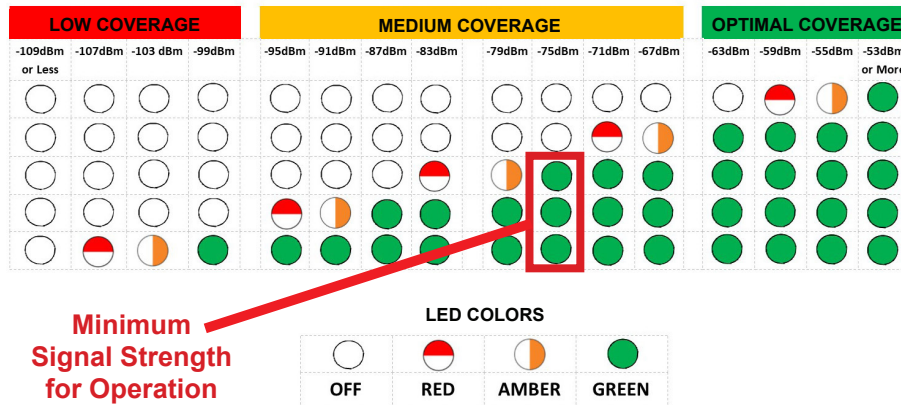 LOW COVERAGE
MEDIUM COVERAGE
OPTIMAL COVERAGE
-109dBm -107dBm -103 dBm -99dBm -95dBm -91dBm -87dBm -83dBm -79dBm -75dBm -71dBm -67dBm -63dBm -59dBm -55dBm -53dBm
or Less
or More
Minimum
Signal Strength
for Operation
LED COLORS
OFF RED AMBER GREEN